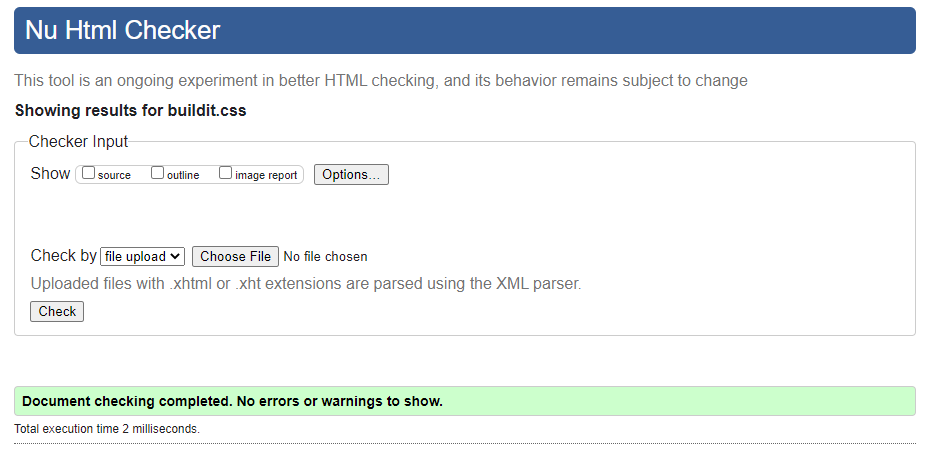 Nu Html Checker
This tool is an ongoing experiment in better HTML checking, and its behavior remains subject to change
Showing results for buildit.css
Checker Input
Show source outline image report Options...
Check by file upload Choose File No file chosen
Uploaded files with .xhtml or .xht extensions are parsed using the XML parser.
Check
Document checking completed. No errors or warnings to show.
Total execution time 2 milliseconds.